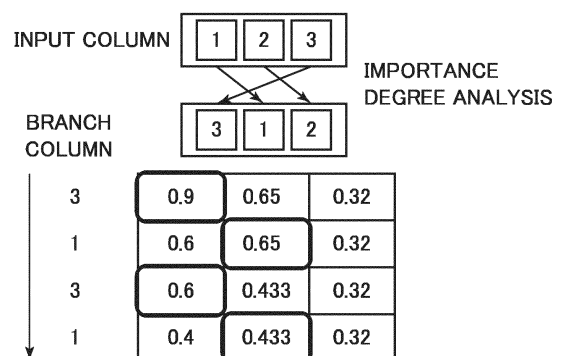 INPUT COLUMN 1 2 3
IMPORTANCE
DEGREE ANALYSIS
3 1 2
BRANCH
COLUMN
3 0.9 0.65 0.32
1 0.6 0.65 0.32
3 0.6 0.433 0.32
1 0.4 0.433 0.32